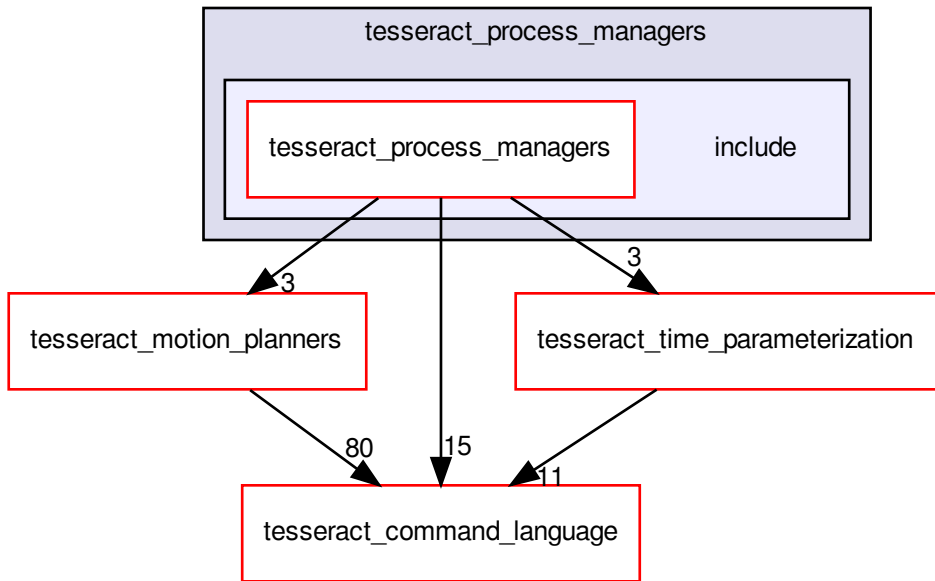 tesseract_process_managers
tesseract_process_managers
include
3
3
tesseract_motion_planners
tesseract_time_parameterization
80
15
11
tesseract_command_language